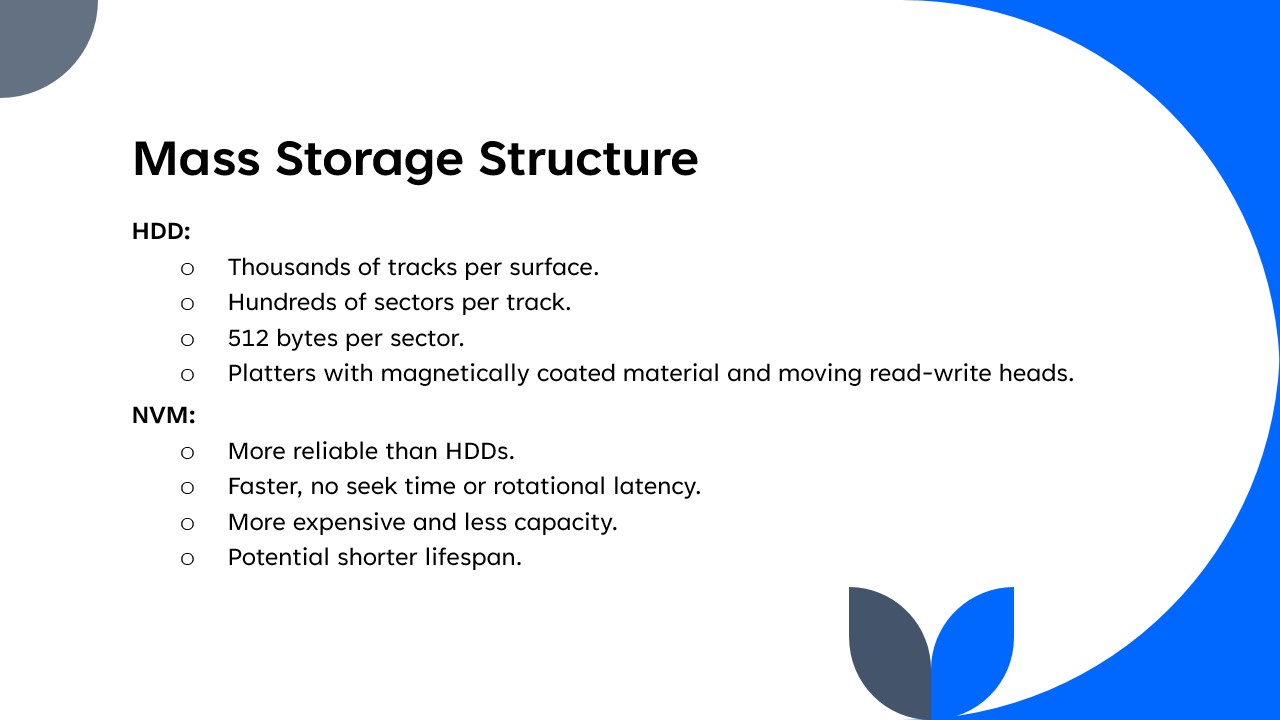 Mass Storage Structure
HDD:
o Thousands of tracks per surface.
o Hundreds of sectors per track.
o 512 bytes per sector.
o Platters with magnetically coated material and moving read-write heads.
NVM:
o More reliable than HDDs.
o Faster, no seek time or rotational latency.
o More expensive and less capacity.
o Potential shorter lifespan.